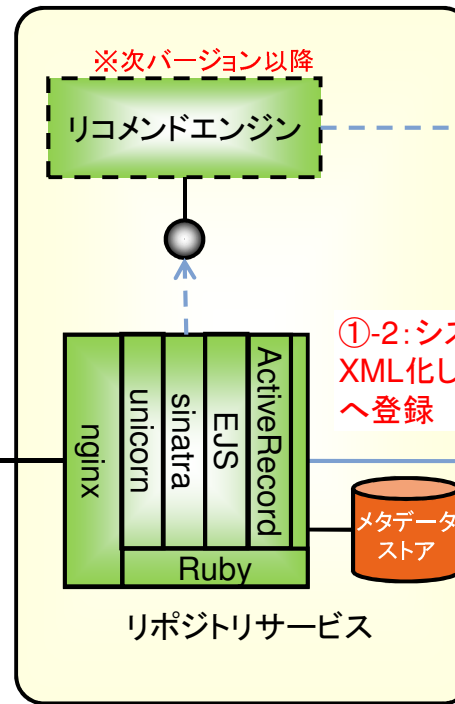 ※次バージョン以降
リコメンドエンジン
①-2：シス
XML化し
へ登録
nginx
unicorn
sinatra
EJS
ActiveRecord
Ruby
メタデータ
ストア
リポジトリサービス